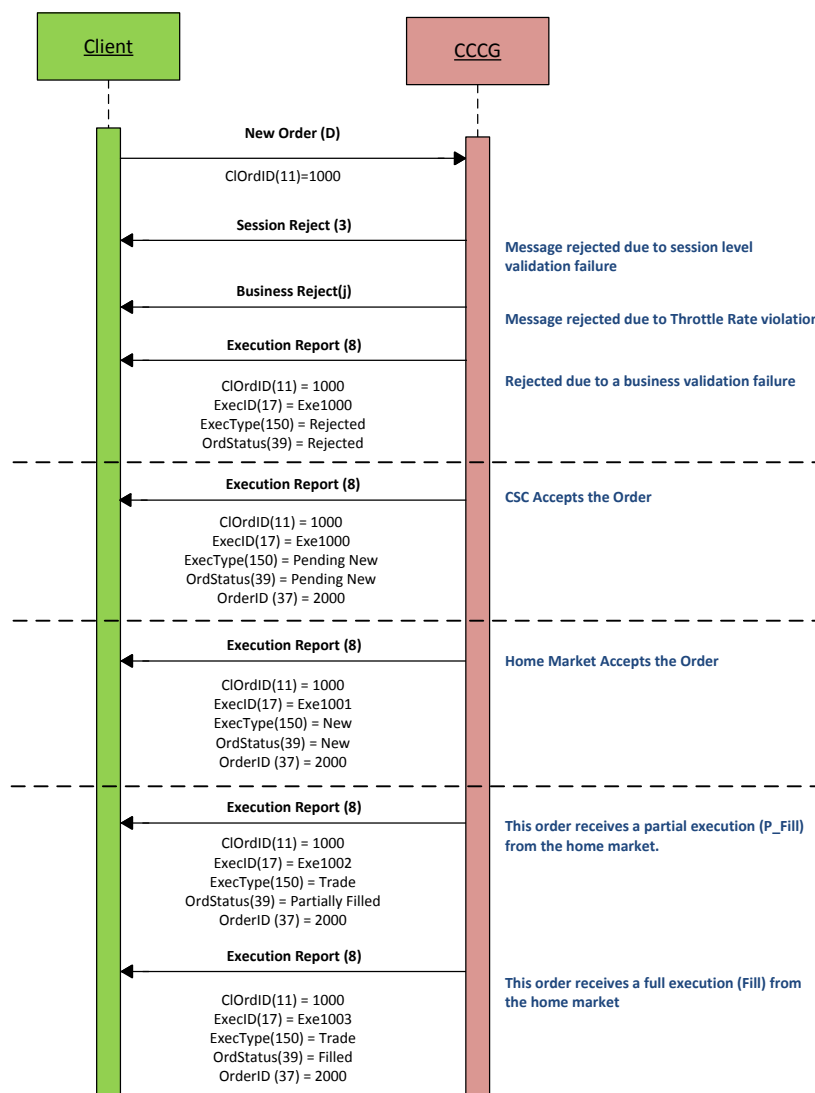 Client
CCCG
New Order (D)
ClOrdID(11)=1000
Session Reject (3)
Message rejected due to session level
validation failure
Business Reject(j)
Message rejected due to Throttle Rate violation
Execution Report (8)
Rejected due to a business validation failure
ClOrdID(11) = 1000
ExecID(17) = Exe1000
ExecType(150) = Rejected
OrdStatus(39) = Rejected
Execution Report (8)
CSC Accepts the Order
ClOrdID(11) = 1000
ExecID(17) = Exe1000
ExecType(150) = Pending New
OrdStatus(39) = Pending New
OrderID (37) = 2000
Execution Report (8)
Home Market Accepts the Order
ClOrdID(11) = 1000
ExecID(17) = Exe1001
ExecType(150) = New
OrdStatus(39) = New
OrderID (37) = 2000
Execution Report (8)
This order receives a partial execution (P_Fill)
from the home market.
ClOrdID(11) = 1000
ExecID(17) = Exe1002
ExecType(150) = Trade
OrdStatus(39) = Partially Filled
OrderID (37) = 2000
Execution Report (8)
This order receives a full execution (Fill) from
the home market
ClOrdID(11) = 1000
ExecID(17) = Exe1003
ExecType(150) = Trade
OrdStatus(39) = Filled
OrderID (37) = 2000